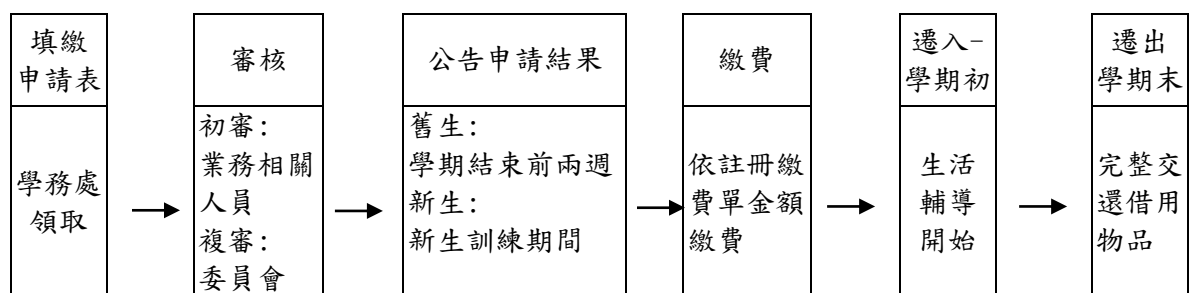 填繳
申請表
學務處
領取
審核
初審:
業務相關
人員
複審:
委員會
公告申請結果
舊生:
學期結束前兩週
新生:
新生訓練期間
繳費
依註冊繳
費單金額
繳費
遷入-
學期初
生活
輔導
開始
遷出
學期末
完整交
還借用
物品